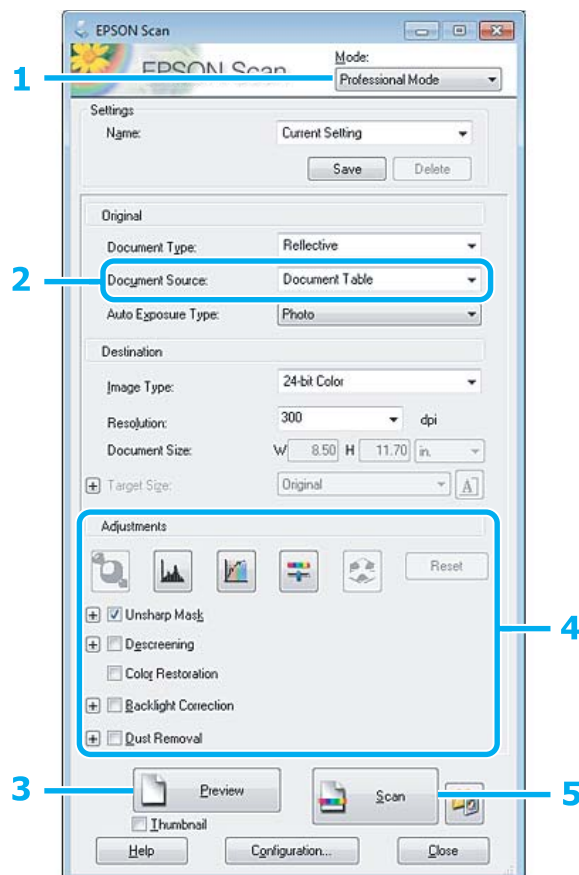 EPSON Scan
EPSON Scan
Mode:
1
Professional Mode
Settings
Name: Current Setting
Save Delete
Original
Document Type: Reflective
2 Document Source: Document Table
Auto Exposure Type: Photo
Destination
Image Type: 24-bit Color
Resolution: 300 dpi
Document Size: W 8.50 H 11.70 in.
Target Size: Original A
Adjustments
Reset
Unsharp Mask
4
Descreening
Color Restoration
Backlight Correction
Dust Removal
3 Preview Scan 5
Thumbnail
Help Configuration... Close